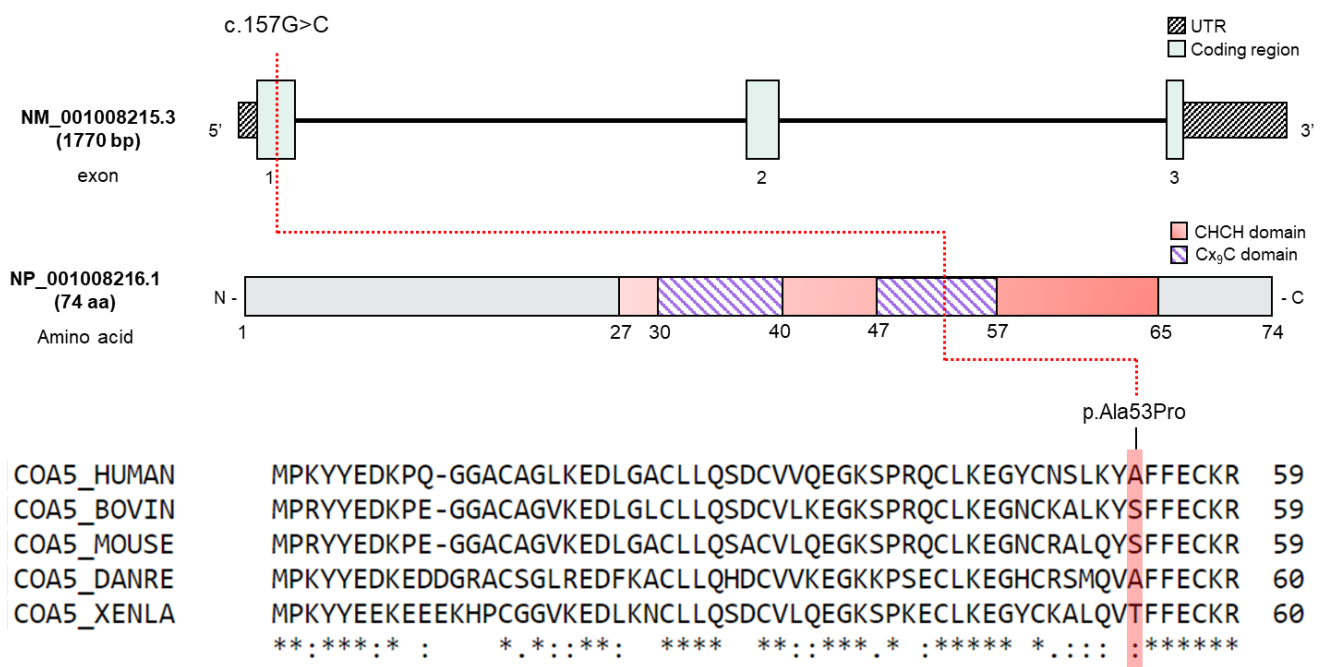 c.157G>C
UTR
Coding region
NM_001008215.3
(1770 bp)
5’
3’
exon
1
2
3
CHCH domain
Cx₉C domain
NP_001008216.1
(74 aa)
N -
- C
Amino acid
1
27
30
40
47
57
65
74
p.Ala53Pro
COA5_HUMAN MPKYYEDKPQ-GGACAGLKEDLGACLLQSDCVVQEGKSPRQCLKEGYCNSLKYAFFECKR 59
COA5_BOVIN MPRYYEDKPE-GGACAGVKEDLGLCLLQSDCVLKEGKSPRQCLKEGNCKALKYSFFECKR 59
COA5_MOUSE MPRYYEDKPE-GGACAGVKEDLGACLLQSACVLQEGKSPRQCLKEGNCRALQYSFFECKR 59
COA5_DANRE MPKYYEDKEDDGRACSGLREDFKACLLQHDCVVKEGKKPSECLKEGHCRSMQVAFFECKR 60
COA5_XENLA MPKYYEEKEEEKHPCGGVKEDLKNCLLQSDCVLQEGKSPKECLKEGYCKALQVTFFECKR 60
**:***:* : *.*::**: **** **::***.* :***** *.::: :******